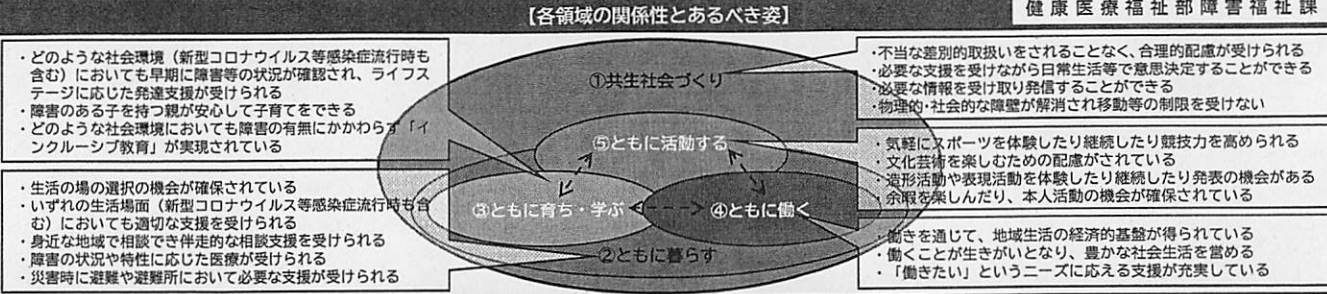 【各領域の関係性とあるべき姿】
健康医療福祉部障害福祉課
・どのような社会環境（新型コロナウイルス等感染症流行時も
含む）においても早期に障害等の状況が確認され、ライフス
テージに応じた発達支援が受けられる
・障害のある子を持つ親が安心して子育てをできる
・どのような社会環境においても障害の有無にかかわらず「イ
ンクルーシブ教育」が実現されている
・生活の場の選択の機会が確保されている
・いずれの生活場面（新型コロナウイルス等感染症流行時も含
む）においても適切な支援を受けられる
・身近な地域で相談でき伴走的な相談支援を受けられる
・障害の状況や特性に応じた医療が受けられる
・災害時に避難や避難所において必要な支援が受けられる
①共生社会づくり
⑤ともに活動する
③ともに育ち・学ぶ
④ともに働く
②ともに暮らす
・不当な差別的取扱いをされることなく、合理的配慮が受けられる
・必要な支援を受けながら日常生活等で意思決定することができる
・必要な情報を受け取り発信することができる
・物理的・社会的な障壁が解消され移動等の制限を受けない
・気軽にスポーツを体験したり継続したり競技力を高められる
・文化芸術を楽しむための配慮がされている
・造形活動や表現活動を体験したり継続したり発表の機会がある
・余暇を楽しんだり、本人活動の機会が確保されている
・働きを通じて、地域生活の経済的基盤が得られている
・働くことが生きがいとなり、豊かな社会生活を営める
・「働きたい」というニーズに応える支援が充実している